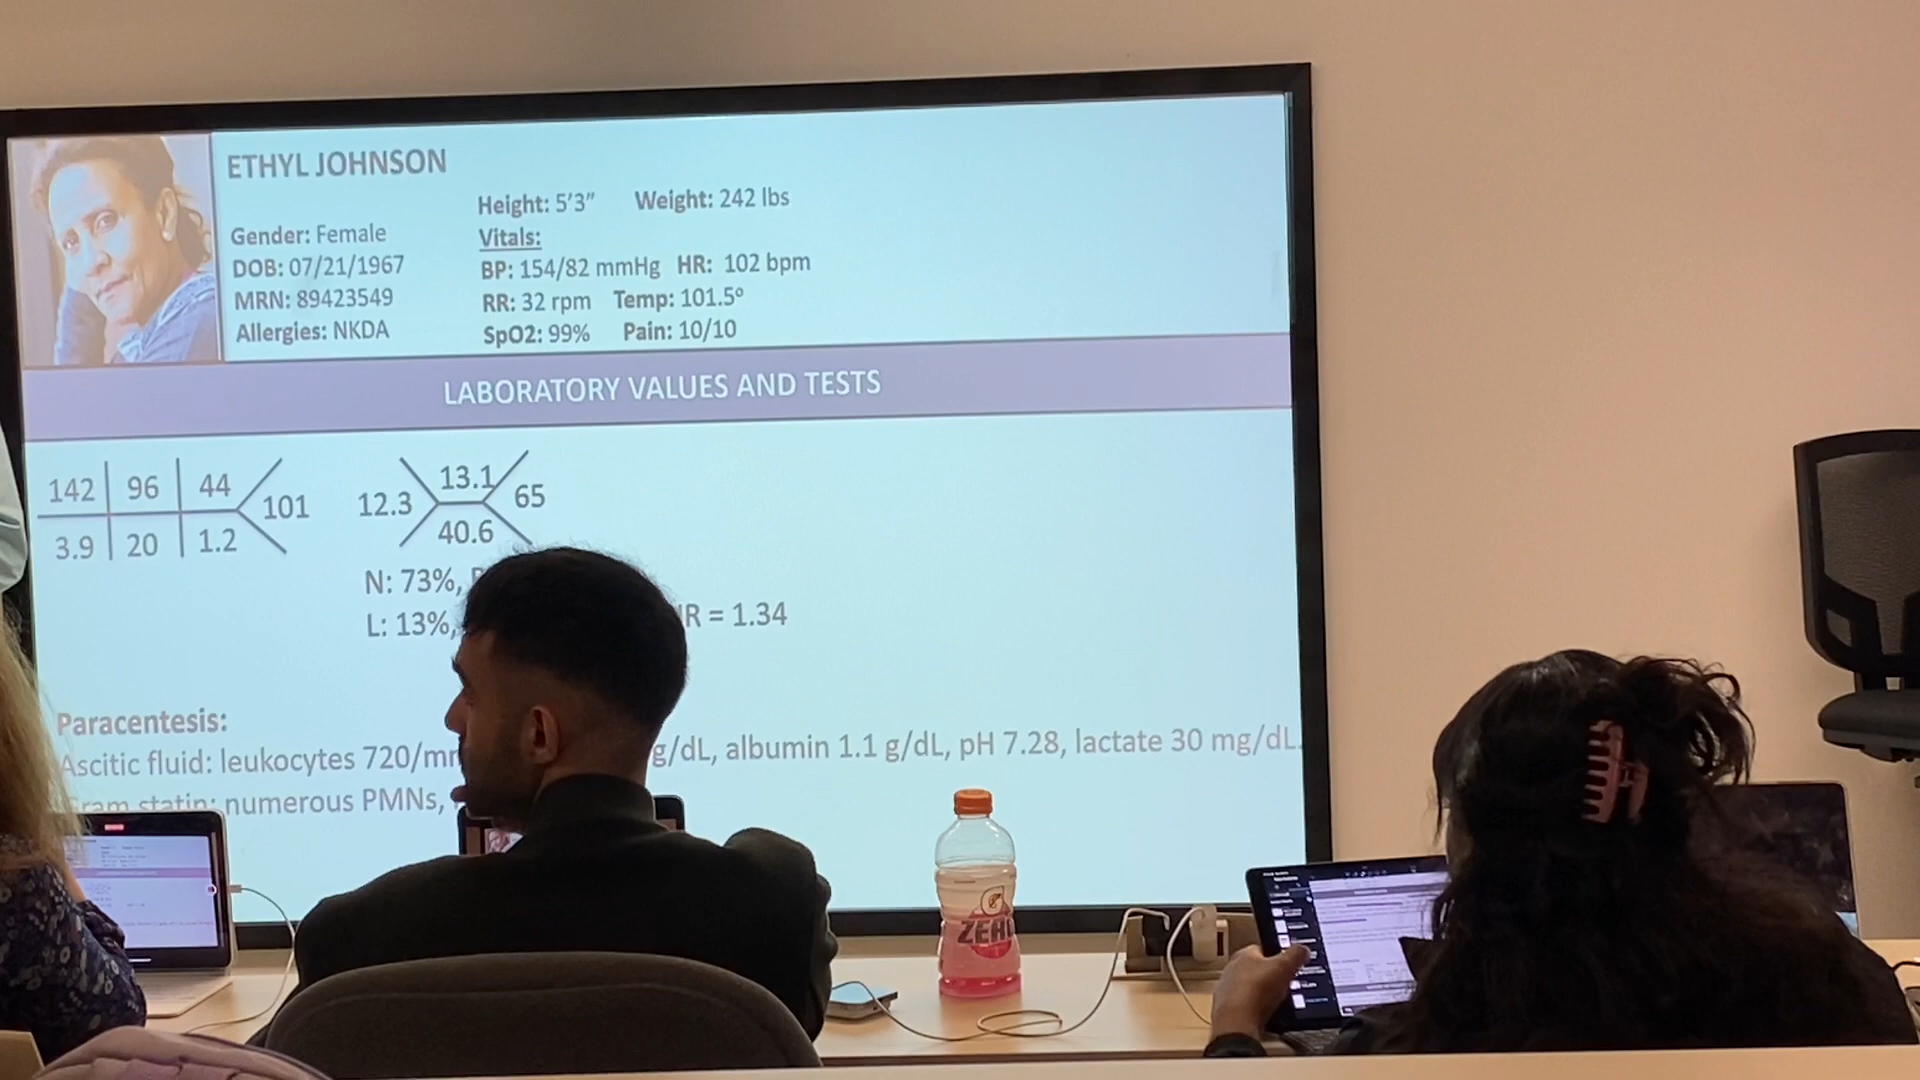 ETHYL JOHNSON
Height: 5'3" Weight: 242 lbs
Gender: Female Vitals:
DOB: 07/21/1967 BP: 154/82 mmHg HR: 102 bpm
MRN: 89423549 RR: 32 rpm Temp: 101.5º
Allergies: NKDA SpO2: 99% Pain: 10/10
LABORATORY VALUES AND TESTS
142 96 44 101
3.9 20 1.2
12.3 13.1 65
40.6
N: 73%,
L: 13%, R = 1.34
Paracentesis:
Ascitic fluid: leukocytes 720/m g/dL, albumin 1.1 g/dL, pH 7.28, lactate 30 mg/dL.
Gram statin: numerous PMNs,
ZER